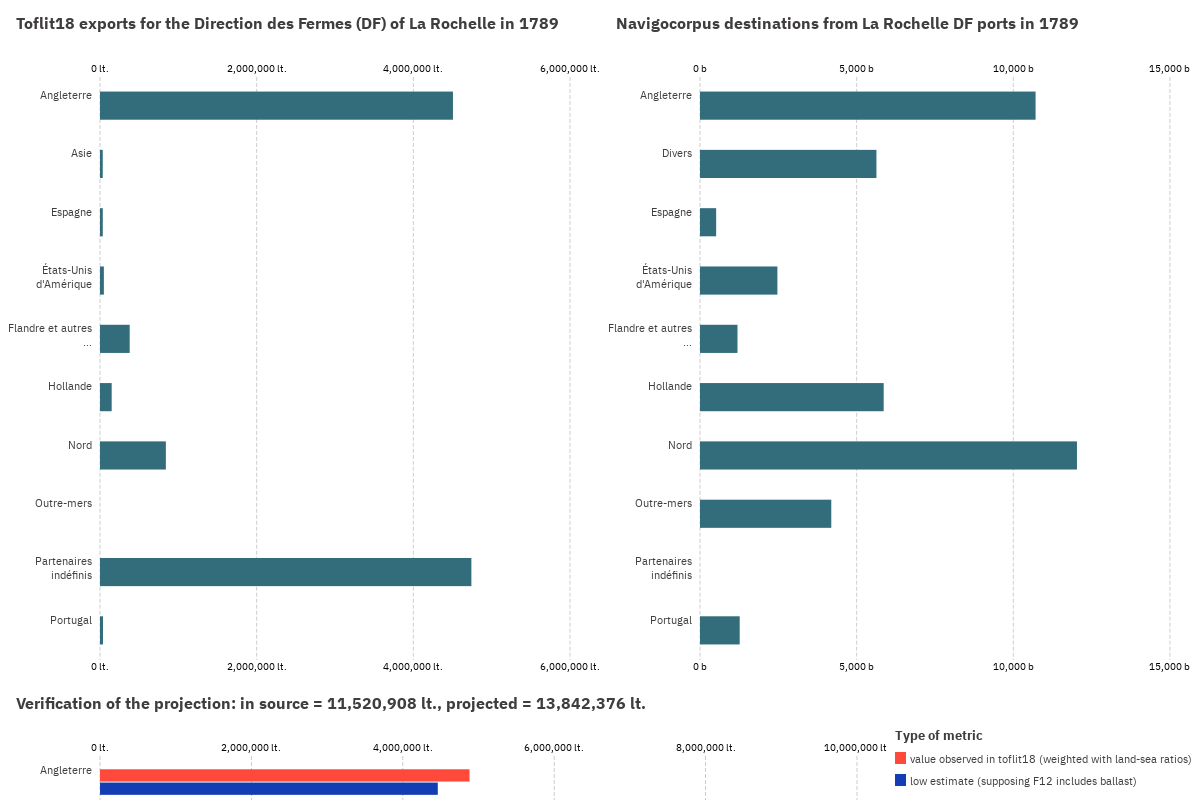 Toflit18 exports for the Direction des Fermes (DF) of La Rochelle in 1789
0 lt.
2,000,000 lt.
4,000,000 lt.
6,000,000 lt.
Angleterre
Asie
Espagne
États-Unis
d'Amérique
Flandre et autres
...
Hollande
Nord
Outre-mers
Partenaires
indéfinis
Portugal
0 lt.
2,000,000 lt.
4,000,000 lt.
6,000,000 lt.
Navigocorpus destinations from La Rochelle DF ports in 1789
0 b
5,000 b
10,000 b
15,000 b
Angleterre
Divers
Espagne
États-Unis
d'Amérique
Flandre et autres
...
Hollande
Nord
Outre-mers
Partenaires
indéfinis
Portugal
0 b
5,000 b
10,000 b
15,000 b
Verification of the projection: in source = 11,520,908 lt., projected = 13,842,376 lt.
0 lt.
2,000,000 lt.
4,000,000 lt.
6,000,000 lt.
8,000,000 lt.
10,000,000 lt
Angleterre
Type of metric
value observed in toflit18 (weighted with land-sea ratios)
low estimate (supposing F12 includes ballast)